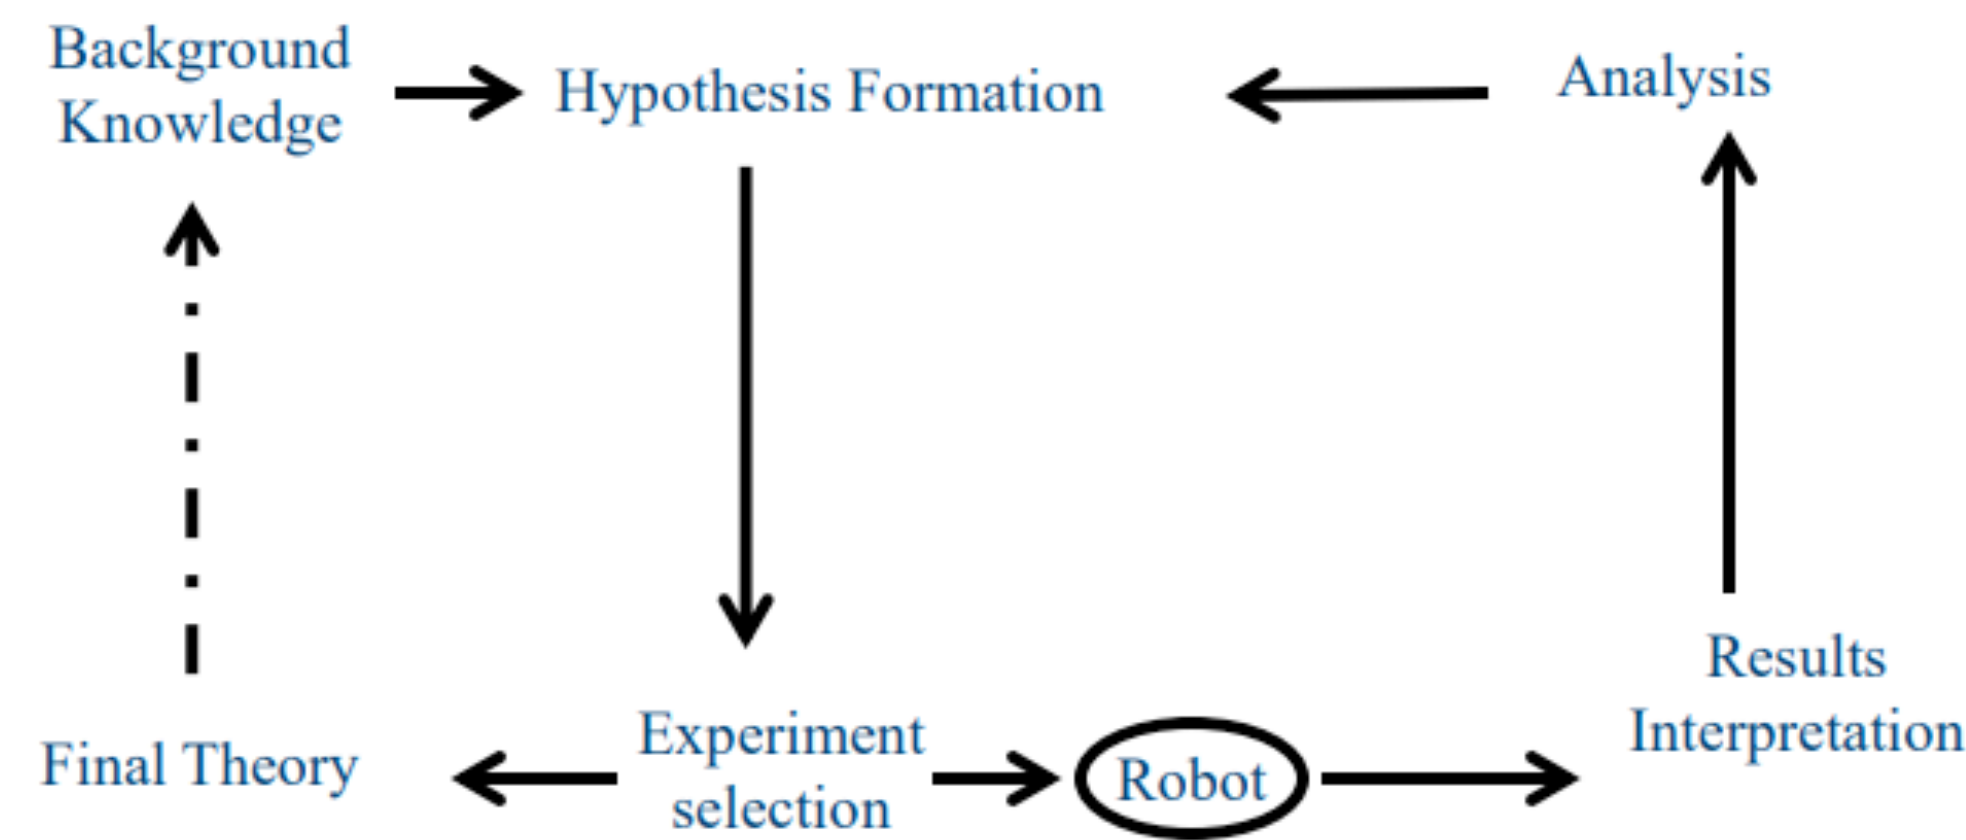 Background
Knowledge
Hypothesis Formation
Analysis
Results
Interpretation
Final Theory
Experiment
selection
Robot